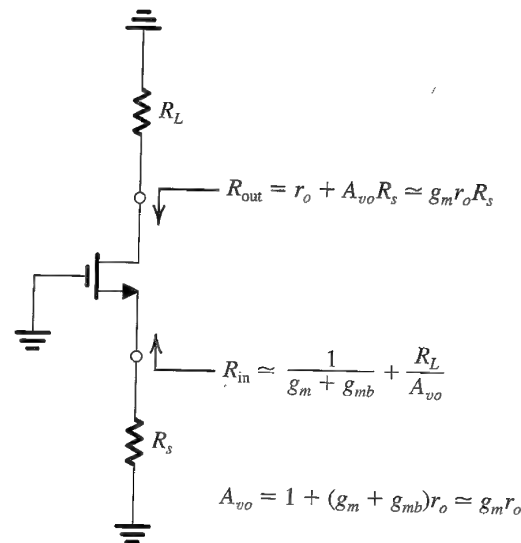 R_L
R_out = r_o + A_vo R_s ≃ g_m r_o R_s
R_in ≃ 1 / (g_m + g_mb) + R_L / A_vo
R_s
A_vo = 1 + (g_m + g_mb)r_o ≃ g_m r_o